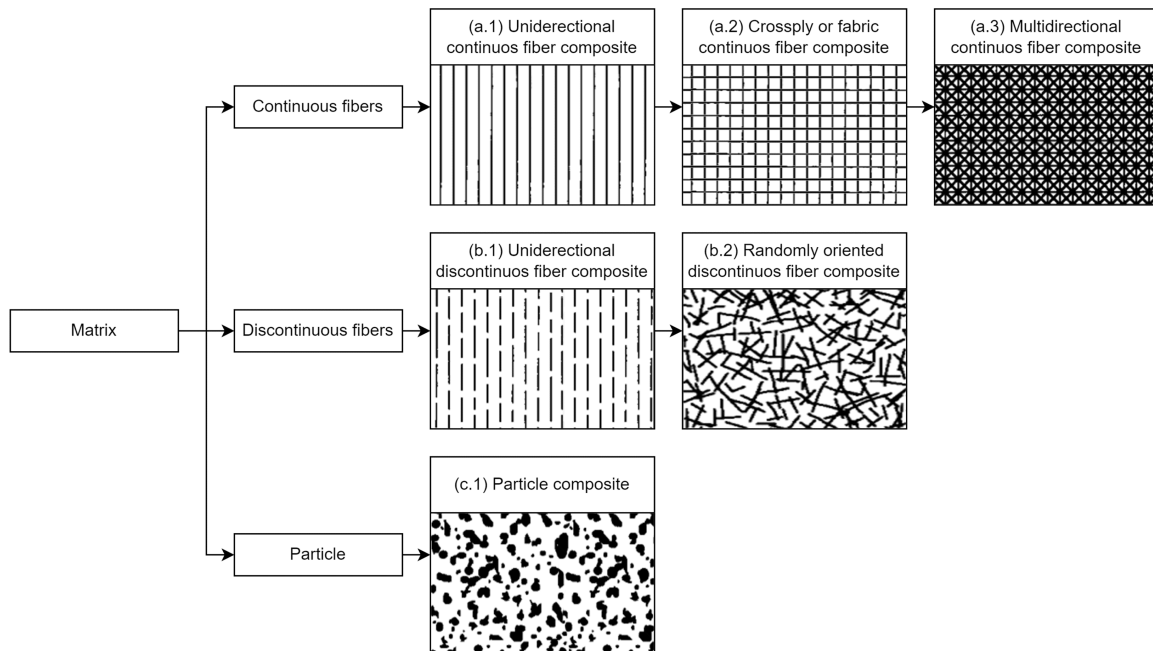 (a.1) Uniderectional
continuos fiber composite
(a.2) Crossply or fabric
continuos fiber composite
(a.3) Multidirectional
continuos fiber composite
Continuous fibers
(b.1) Uniderectional
discontinuos fiber composite
(b.2) Randomly oriented
discontinuos fiber composite
Matrix
Discontinuous fibers
(c.1) Particle composite
Particle